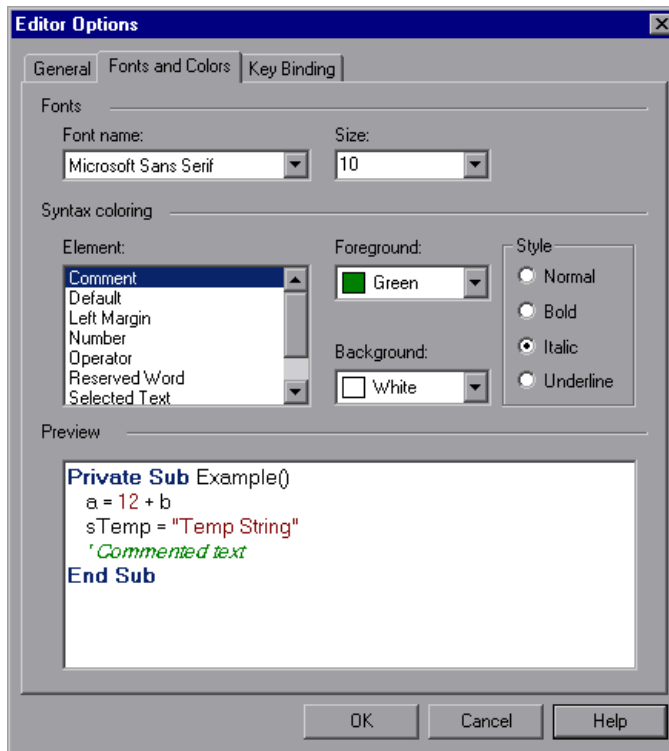 Editor Options
General Fonts and Colors Key Binding
Fonts
Font name: Size:
Microsoft Sans Serif 10
Syntax coloring
Element: Foreground: Style
Comment Green Normal
Default
Left Margin Bold
Number
Operator Background: Italic
Reserved Word White Underline
Selected Text
Preview
Private Sub Example()
a = 12 + b
sTemp = "Temp String"
' Commented text
End Sub
OK Cancel Help